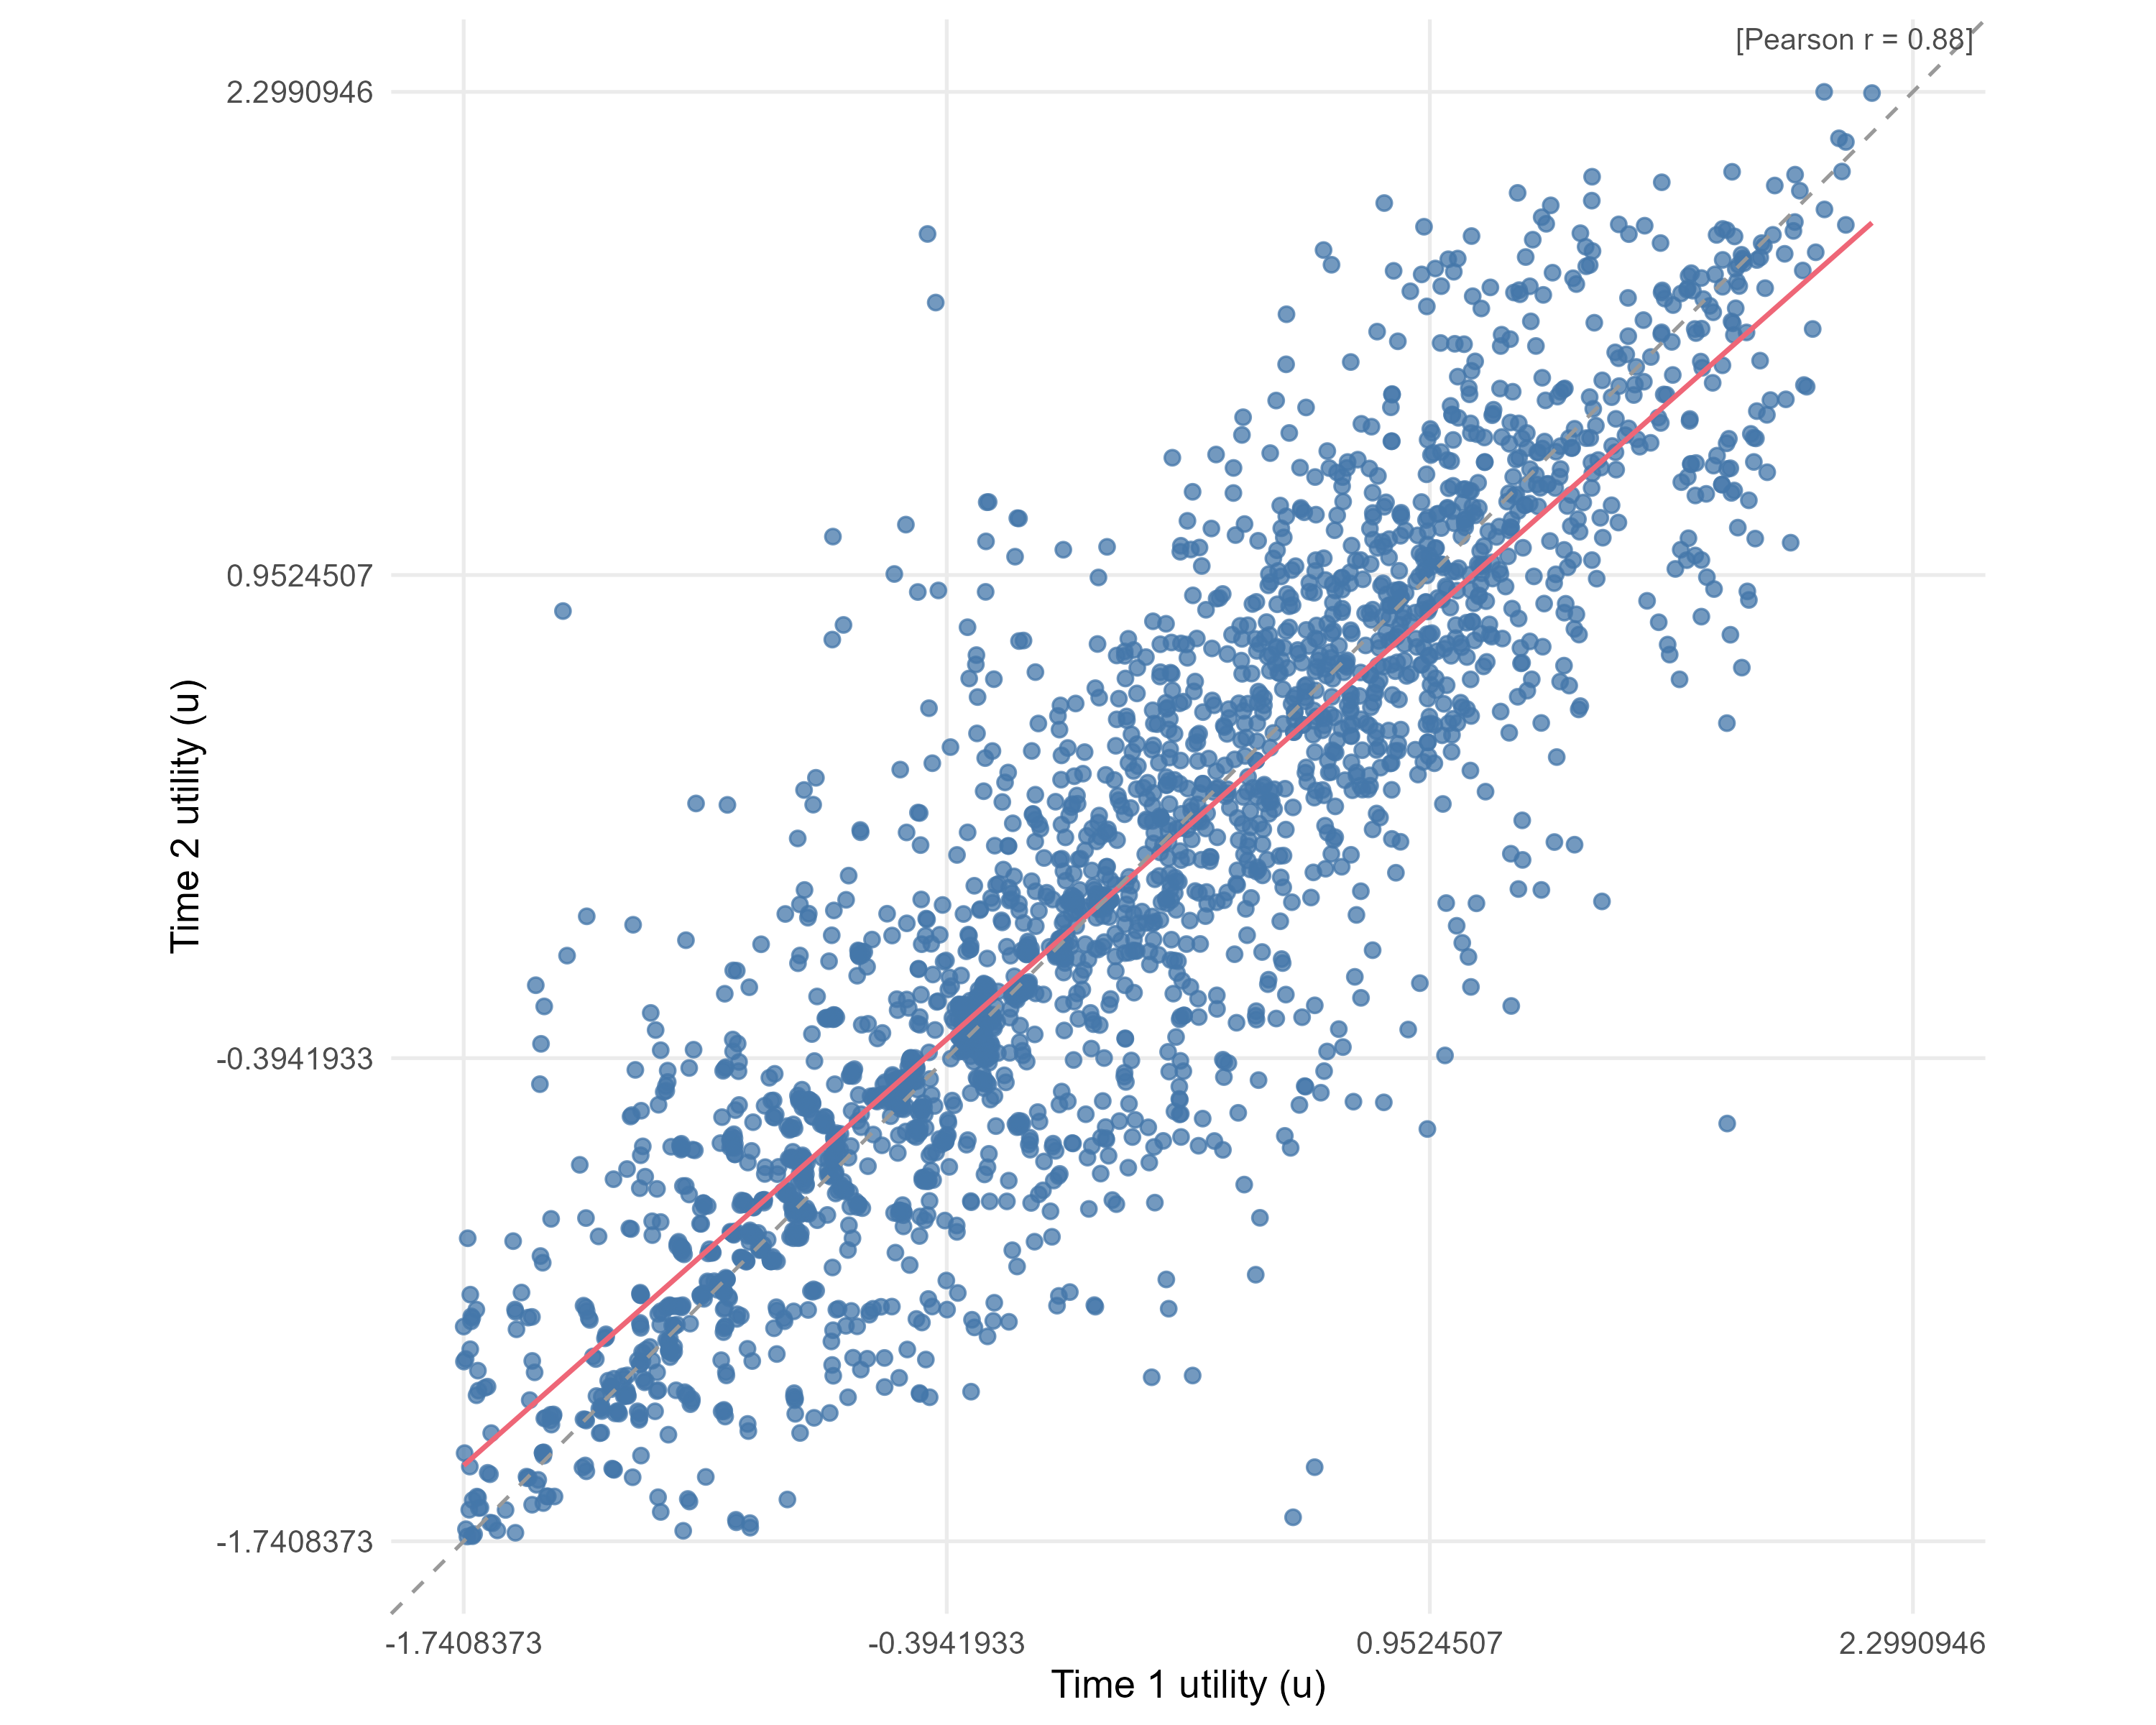 [Pearson r = 0.88]
2.2990946
0.9524507
-0.3941933
-1.7408373
Time 2 utility (u)
-1.7408373 -0.3941933 0.9524507 2.2990946
Time 1 utility (u)